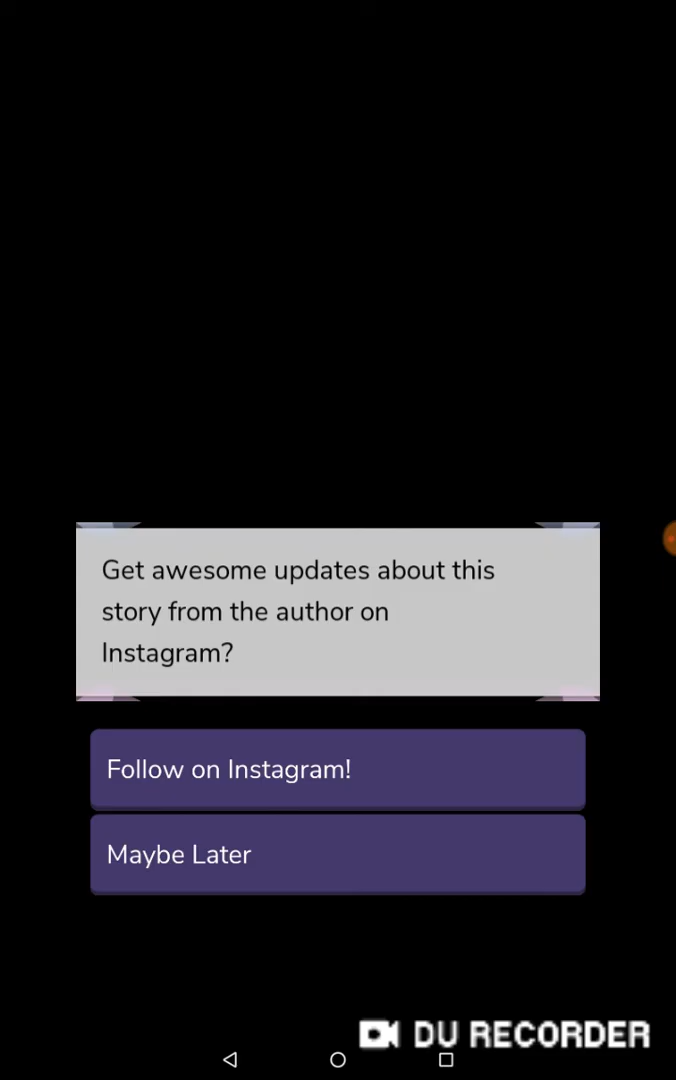 Get awesome updates about this
story from the author on
Instagram?
Follow on Instagram!
Maybe Later
DU RECORDER